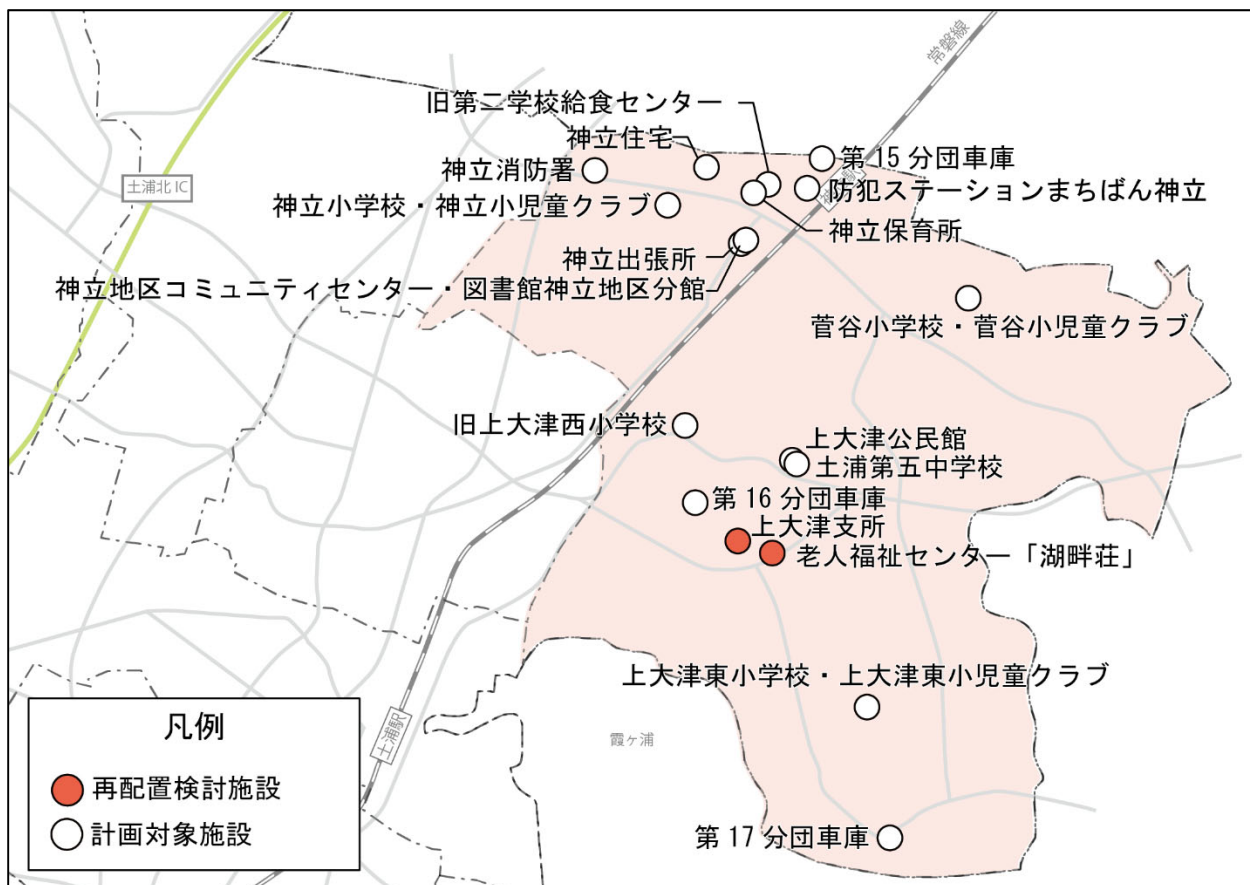 常磐線
旧第二学校給食センター
神立住宅
第15分団車庫
神立消防署
土浦北IC
防犯ステーションまちばん神立
神立小学校・神立小児童クラブ
神立保育所
神立出張所
神立地区コミュニティセンター・図書館神立地区分館
菅谷小学校・菅谷小児童クラブ
旧上大津西小学校
上大津公民館
土浦第五中学校
第16分団車庫
上大津支所
老人福祉センター「湖畔荘」
上大津東小学校・上大津東小児童クラブ
霞ヶ浦
土浦駅
第17分団車庫
凡例
再配置検討施設
計画対象施設